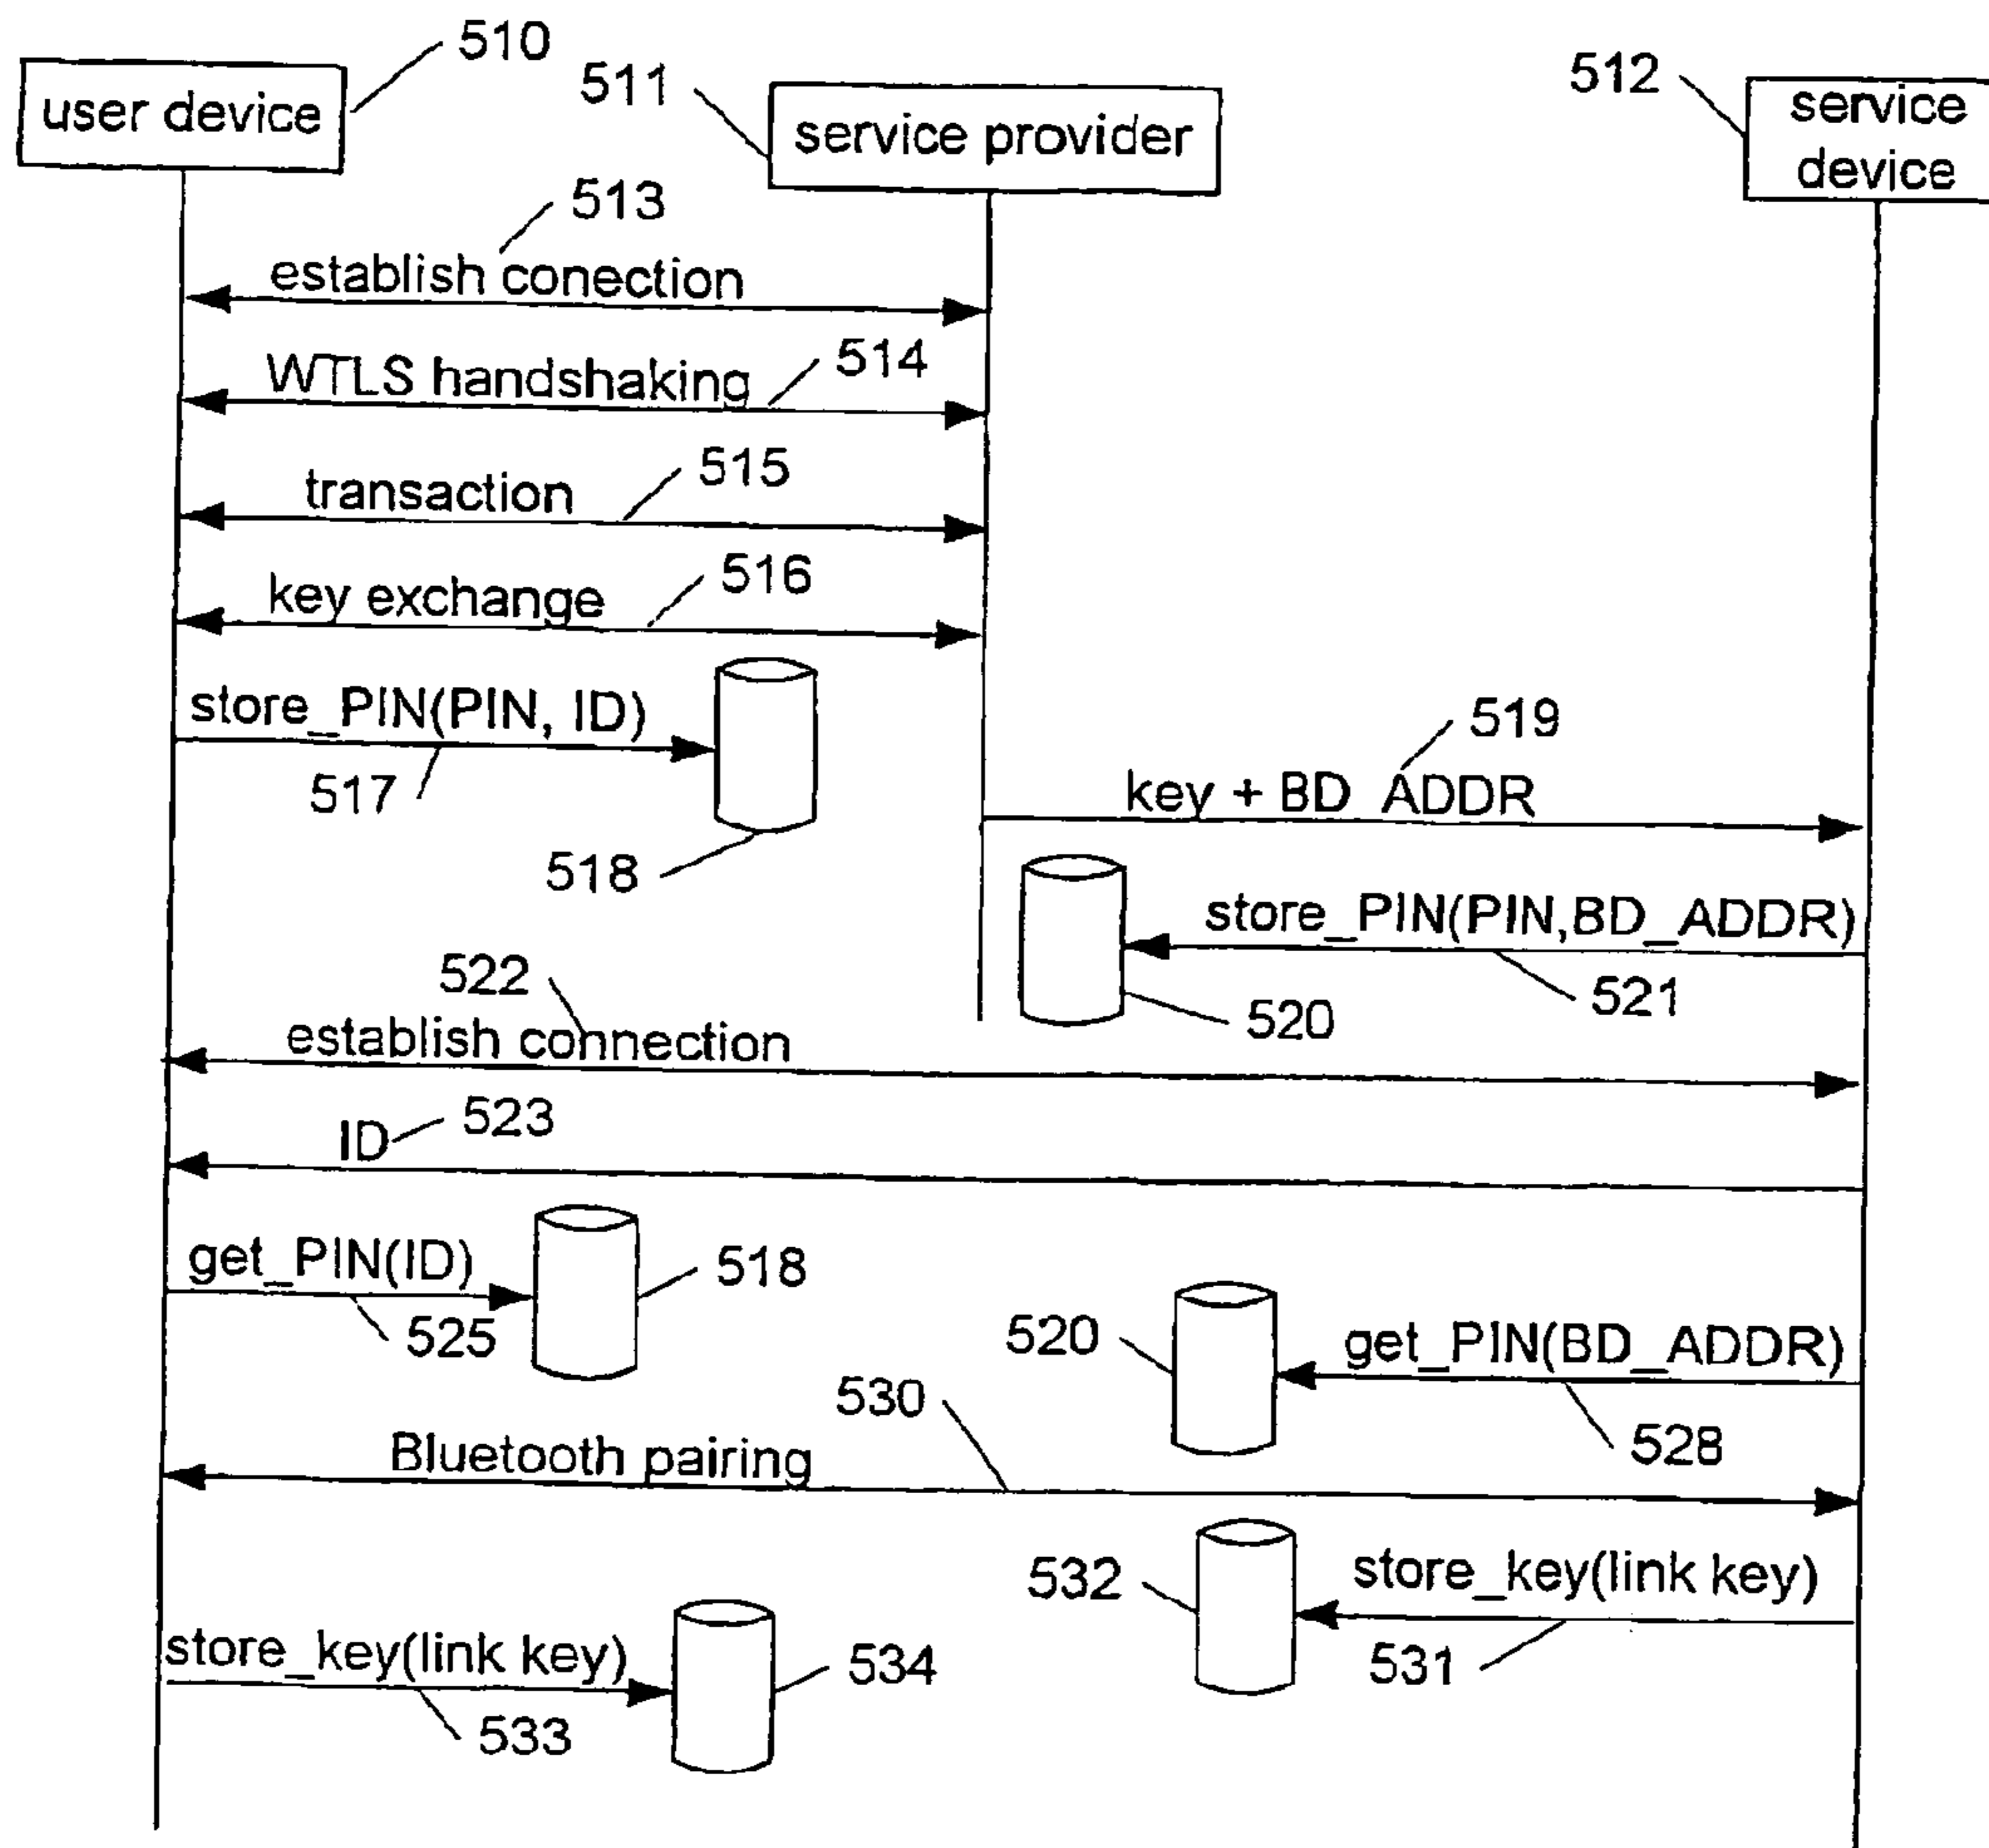 510
user device
511
service provider
512
service
device
513
establish conection
WTLS handshaking
514
transaction
515
key exchange
516
store_PIN(PIN, ID)
517
518
519
key + BD_ADDR
store_PIN(PIN,BD_ADDR)
521
520
522
establish connection
ID
523
get_PIN(ID)
525
518
520
get_PIN(BD_ADDR)
528
530
Bluetooth pairing
532
store_key(link key)
531
store_key(link key)
533
534